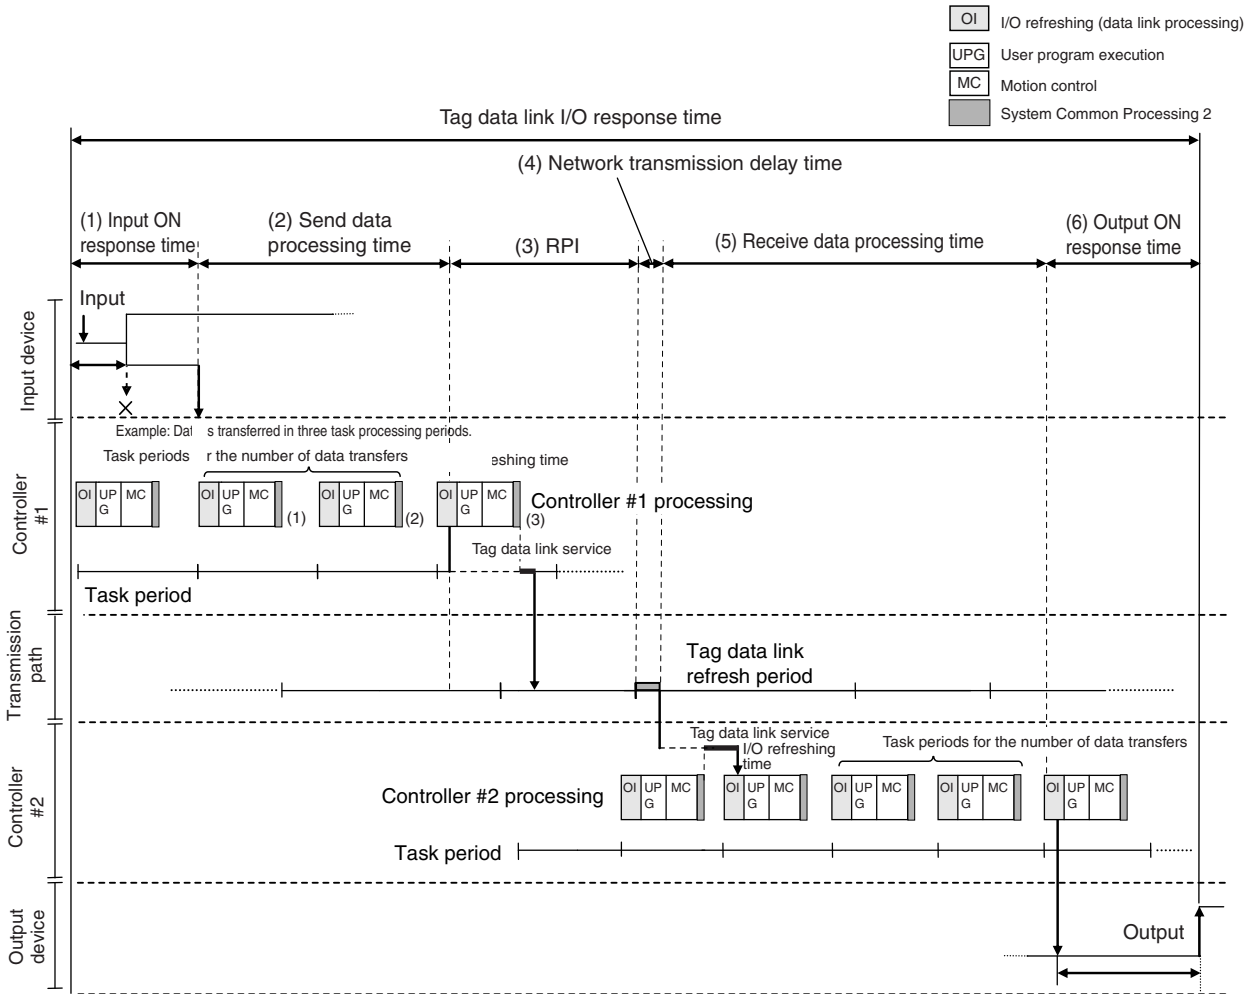 OI I/O refreshing (data link processing)
UPG User program execution
MC Motion control
System Common Processing 2
Tag data link I/O response time
(4) Network transmission delay time
(1) Input ON
response time
(2) Send data
processing time
(3) RPI
(5) Receive data processing time
(6) Output ON
response time
Input device
Input
Example: Dat s transferred in three task processing periods.
Task periods r the number of data transfers
eshing time
Controller
#1
OI UP
G MC
OI UP
G MC
(1)
OI UP
G MC
(2)
OI UP
G MC
(3)
Controller #1 processing
Tag data link service
Task period
Transmission
path
Tag data link
refresh period
Controller
#2
Tag data link service
I/O refreshing
time
Task periods for the number of data transfers
Controller #2 processing
OI UP
G MC
OI UP
G MC
OI UP
G MC
OI UP
G MC
OI UP
G MC
Task period
Output
device
Output